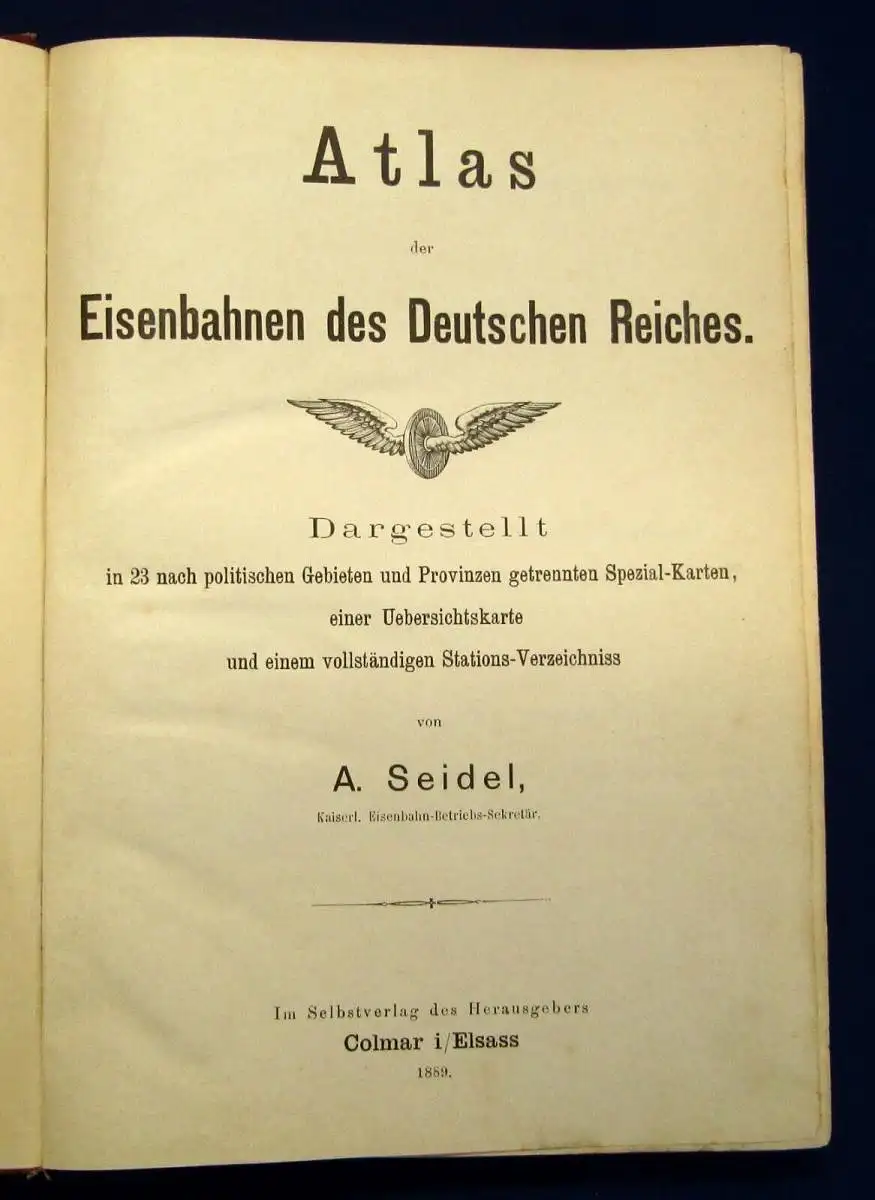 Atlas
der
Eisenbahnen des Deutschen Reiches.
Dargestellt
in 23 nach politischen Gebieten und Provinzen getrennten Spezial-Karten,
einer Uebersichtskarte
und einem vollständigen Stations-Verzeichniss
von
A. Seidel,
Kaiserl. Eisenbahn-Betriebs-Sekretär.
Im Selbstverlag des Herausgebers
Colmar i/Elsass
1889.